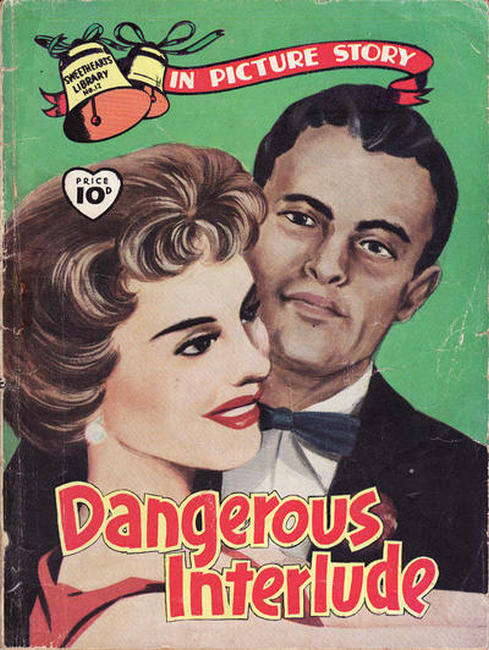 SWEETHEARTS
LIBRARY
No. 12
IN PICTURE STORY
PRICE
10D
Dangerous
Interlude